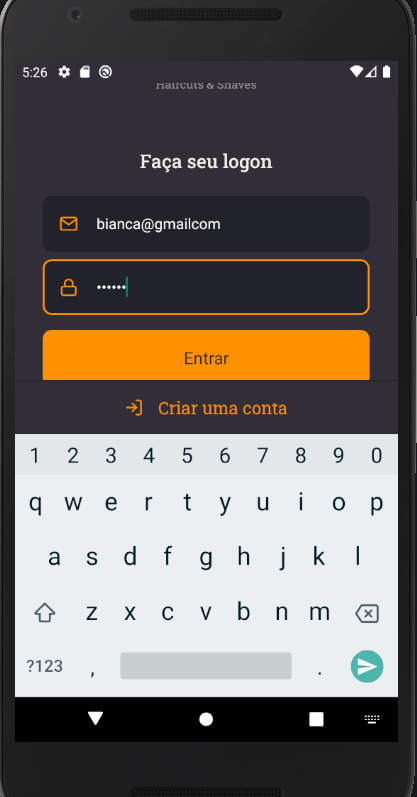 5:26
Haircuts & Shaves
Faça seu logon
bianca@gmailcom
••••••
Entrar
Criar uma conta
1 2 3 4 5 6 7 8 9 0
q w e r t y u i o p
a s d f g h j k l
z x c v b n m
?123 , .